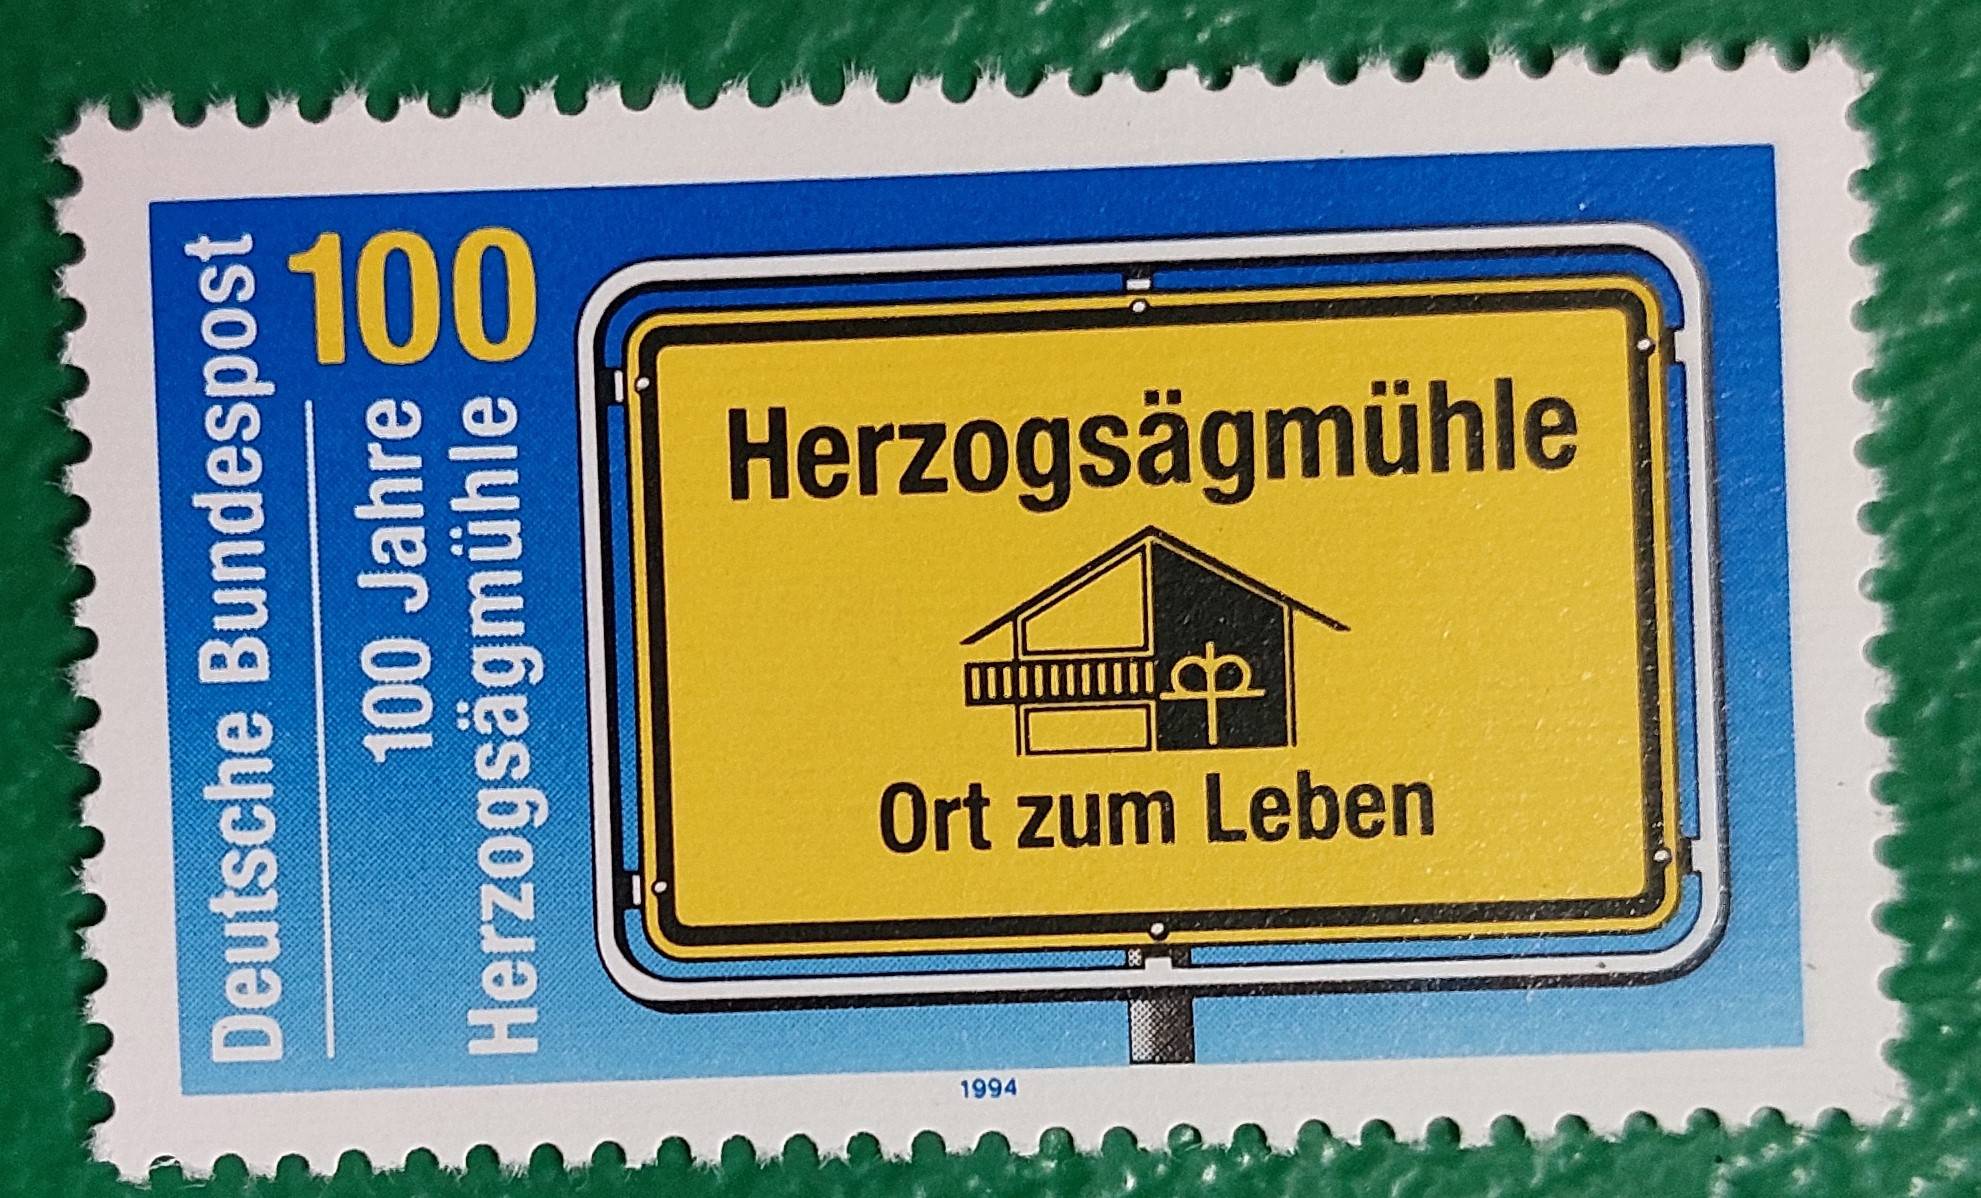 Deutsche Bundespost
100
100 Jahre
Herzogsägmühle
Herzogsägmühle
Ort zum Leben
1994